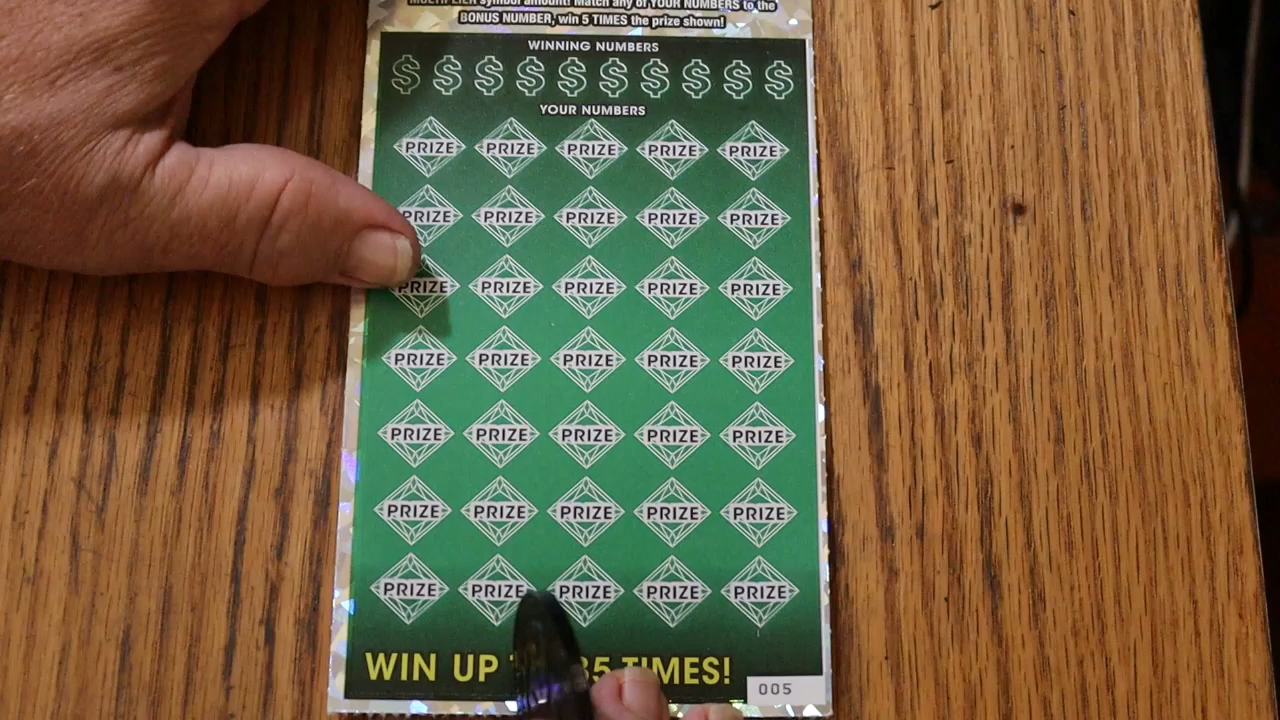 MULTIPLIER symbol amount! Match any of YOUR NUMBERS to the
BONUS NUMBER, win 5 TIMES the prize shown!
WINNING NUMBERS
$ $ $ $ $ $ $ $ $ $
YOUR NUMBERS
PRIZE PRIZE PRIZE PRIZE PRIZE
PRIZE PRIZE PRIZE PRIZE PRIZE
PRIZE PRIZE PRIZE PRIZE PRIZE
PRIZE PRIZE PRIZE PRIZE PRIZE
PRIZE PRIZE PRIZE PRIZE PRIZE
PRIZE PRIZE PRIZE PRIZE PRIZE
PRIZE PRIZE PRIZE PRIZE PRIZE
WIN UP 35 TIMES!
005